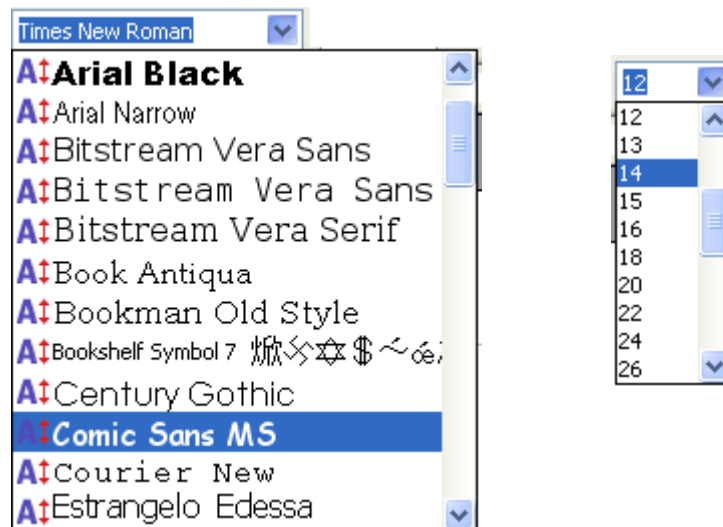 Times New Roman
Arial Black
Arial Narrow
Bitstream Vera Sans
Bitstream Vera Sans
Bitstream Vera Serif
Book Antiqua
Bookman Old Style
Bookshelf Symbol 7
Century Gothic
Comic Sans MS
Courier New
Estrangelo Edessa
12
12
13
14
15
16
18
20
22
24
26